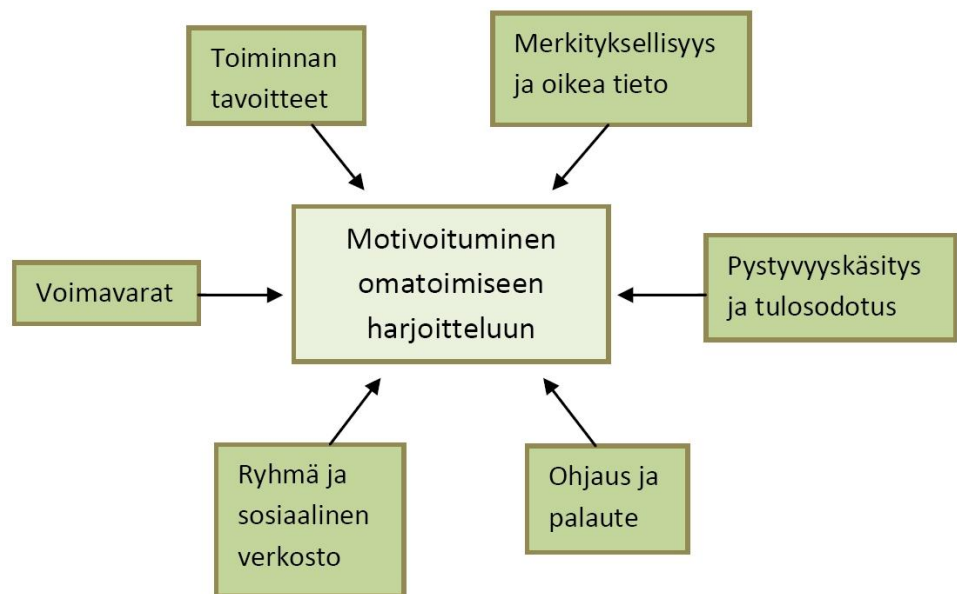 Toiminnan
tavoitteet
Merkityksellisyys
ja oikea tieto
Motivoituminen
omatoimiseen
harjoitteluun
Voimavarat
Pystyvyyskäsitys
ja tulosodotus
Ryhmä ja
sosiaalinen
verkosto
Ohjaus ja
palaute